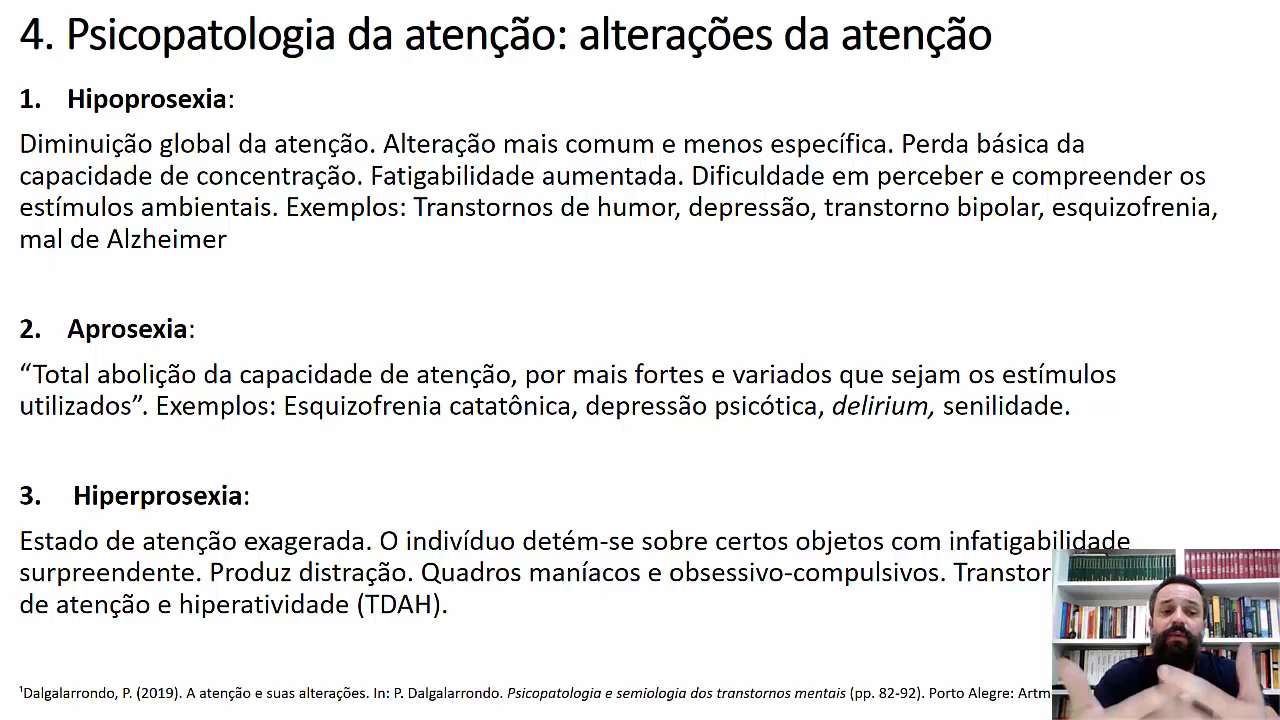 4. Psicopatologia da atenção: alterações da atenção
1. Hipoprosexia:
Diminuição global da atenção. Alteração mais comum e menos específica. Perda básica da
capacidade de concentração. Fatigabilidade aumentada. Dificuldade em perceber e compreender os
estímulos ambientais. Exemplos: Transtornos de humor, depressão, transtorno bipolar, esquizofrenia,
mal de Alzheimer
2. Aprosexia:
“Total abolição da capacidade de atenção, por mais fortes e variados que sejam os estímulos
utilizados”. Exemplos: Esquizofrenia catatônica, depressão psicótica, delirium, senilidade.
3. Hiperprosexia:
Estado de atenção exagerada. O indivíduo detém-se sobre certos objetos com infatigabilidade
surpreendente. Produz distração. Quadros maníacos e obsessivo-compulsivos. Transtor
de atenção e hiperatividade (TDAH).
¹Dalgalarrondo, P. (2019). A atenção e suas alterações. In: P. Dalgalarrondo. Psicopatologia e semiologia dos transtornos mentais (pp. 82-92). Porto Alegre: Artm